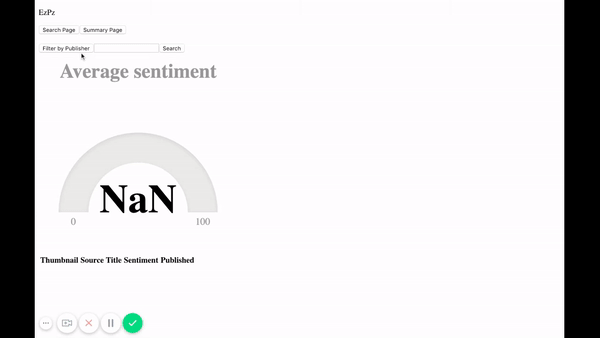 EzPz
Search Page Summary Page
Filter by Publisher Search
Average sentiment
NaN
0 100
Thumbnail Source Title Sentiment Published